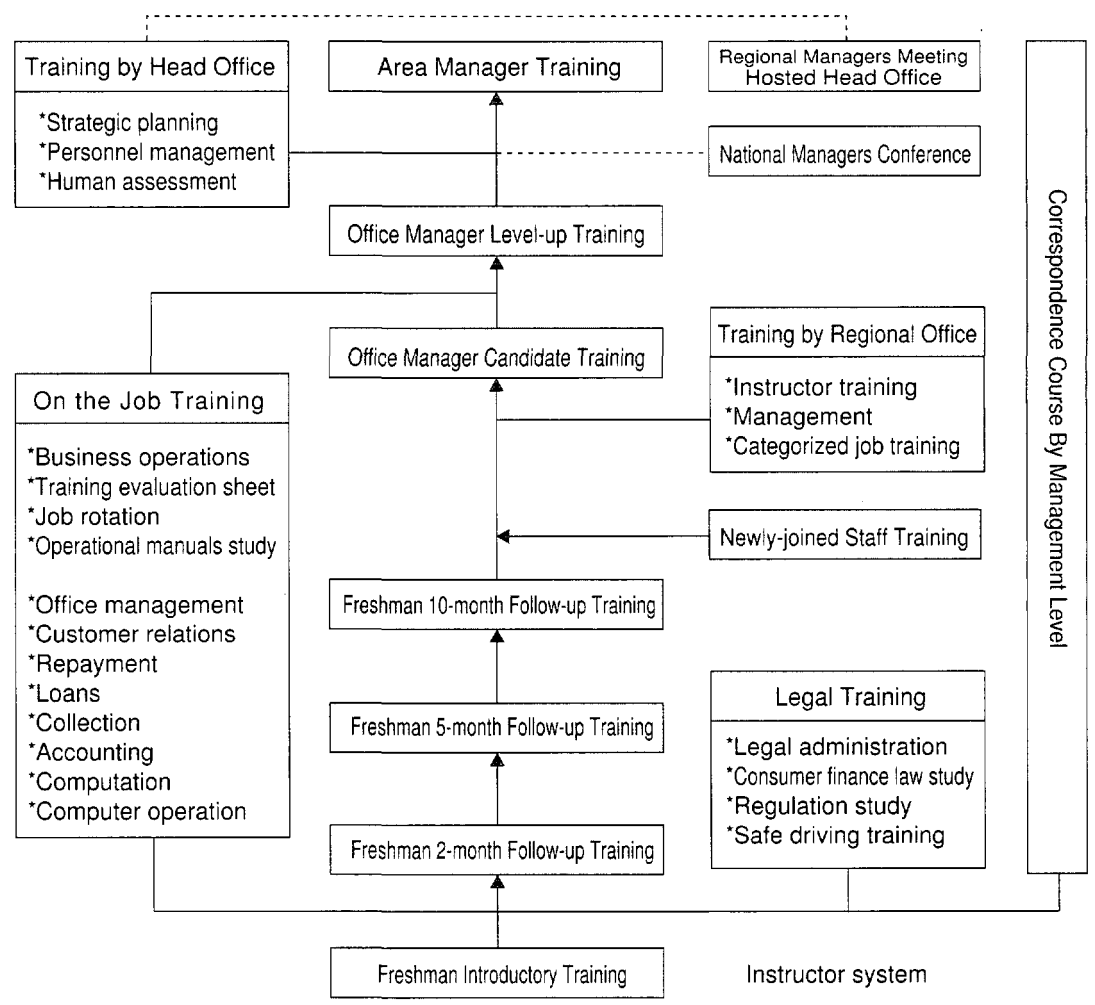 Training by Head Office
*Strategic planning
*Personnel management
*Human assessment
Area Manager Training
Regional Managers Meeting
Hosted Head Office
National Managers Conference
Office Manager Level-up Training
Office Manager Candidate Training
Training by Regional Office
*Instructor training
*Management
*Categorized job training
On the Job Training
*Business operations
*Training evaluation sheet
*Job rotation
*Operational manuals study
*Office management
*Customer relations
*Repayment
*Loans
*Collection
*Accounting
*Computation
*Computer operation
Newly-joined Staff Training
Freshman 10-month Follow-up Training
Freshman 5-month Follow-up Training
Freshman 2-month Follow-up Training
Legal Training
*Legal administration
*Consumer finance law study
*Regulation study
*Safe driving training
Freshman Introductory Training
Instructor system
Correspondence Course By Management Level